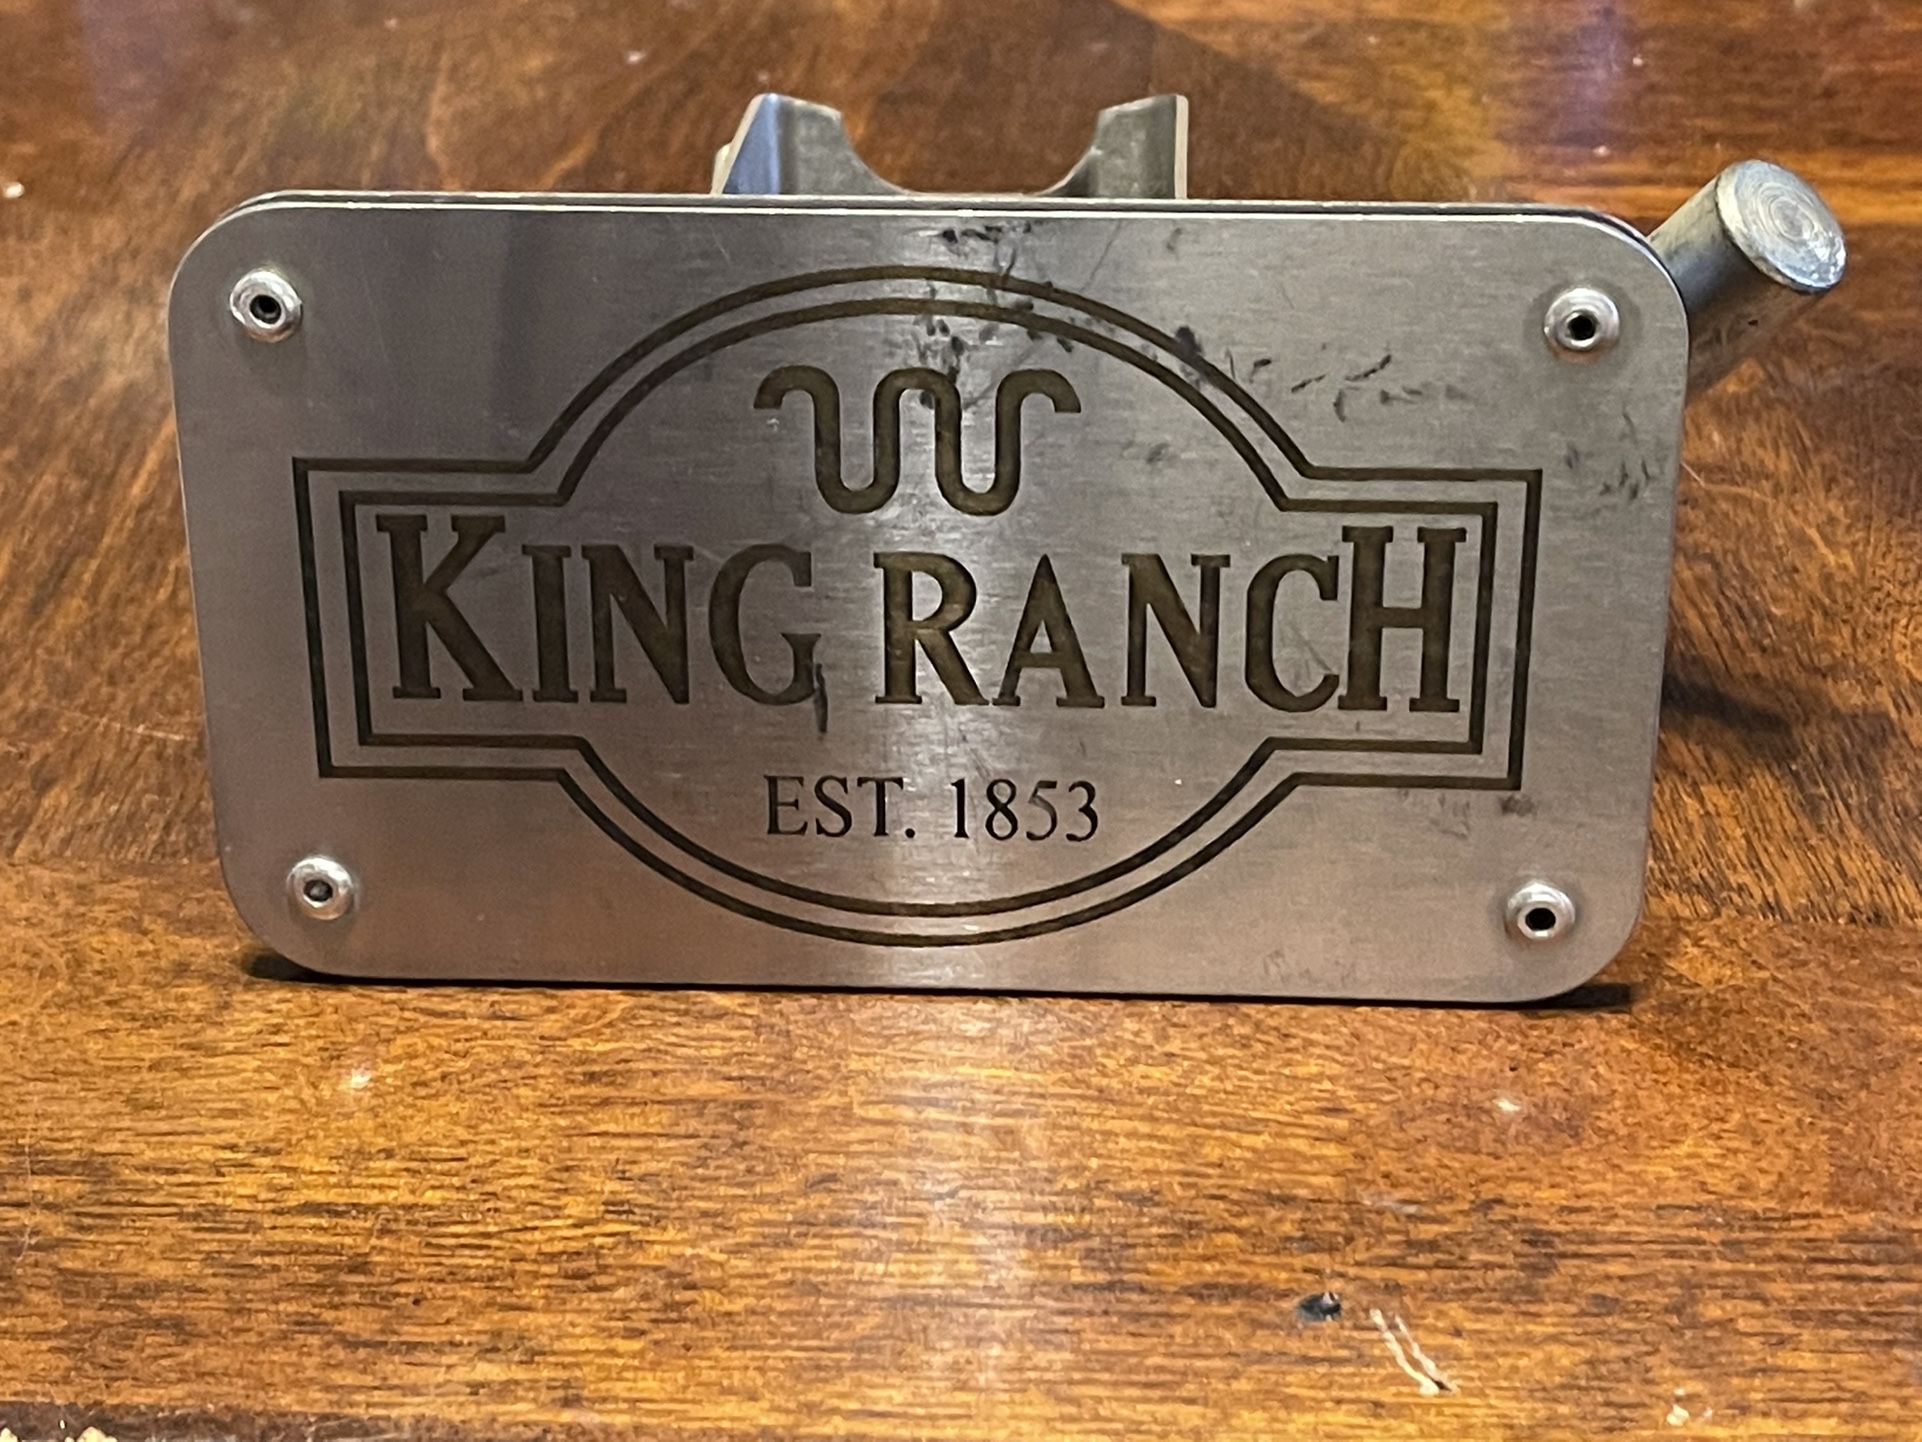 KING RANCH
EST. 1853